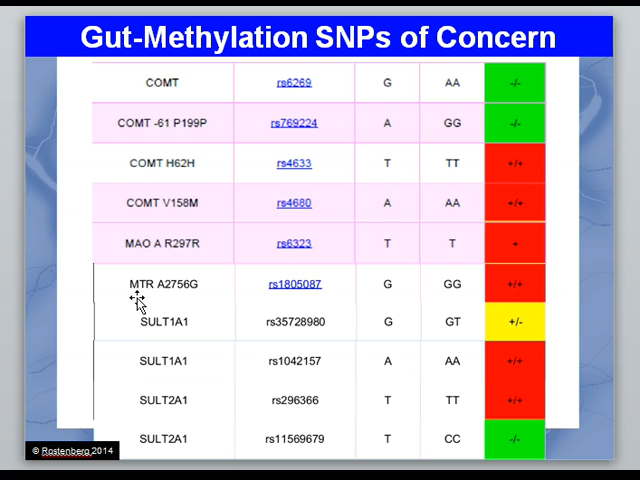 Gut-Methylation SNPs of Concern
COMT rs6269 G AA -/-
COMT -61 P199P rs769224 A GG -/-
COMT H62H rs4633 T TT +/+
COMT V158M rs4680 A AA +/+
MAO A R297R rs6323 T T +
MTR A2756G rs1805087 G GG +/+
SULT1A1 rs35728980 G GT +/-
SULT1A1 rs1042157 A AA +/+
SULT2A1 rs296366 T TT +/+
SULT2A1 rs11569679 T CC -/-
© Rostenberg 2014